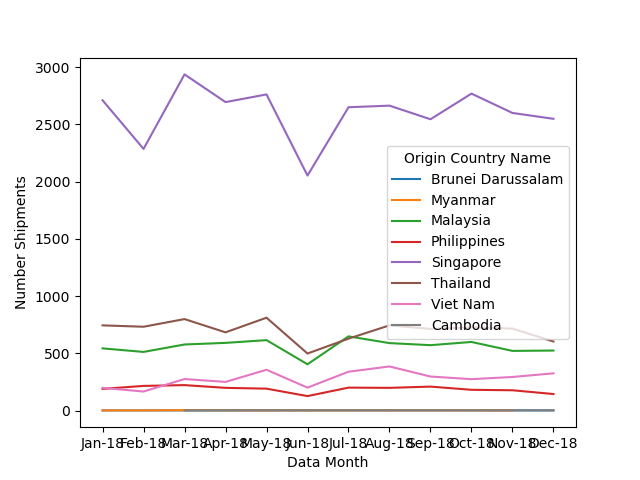 3000
2500
2000
1500
1000
500
0
Number Shipments
Origin Country Name
Brunei Darussalam
Myanmar
Malaysia
Philippines
Singapore
Thailand
Viet Nam
Cambodia
Jan-18 Feb-18 Mar-18 Apr-18 May-18 Jun-18 Jul-18 Aug-18 Sep-18 Oct-18 Nov-18 Dec-18
Data Month